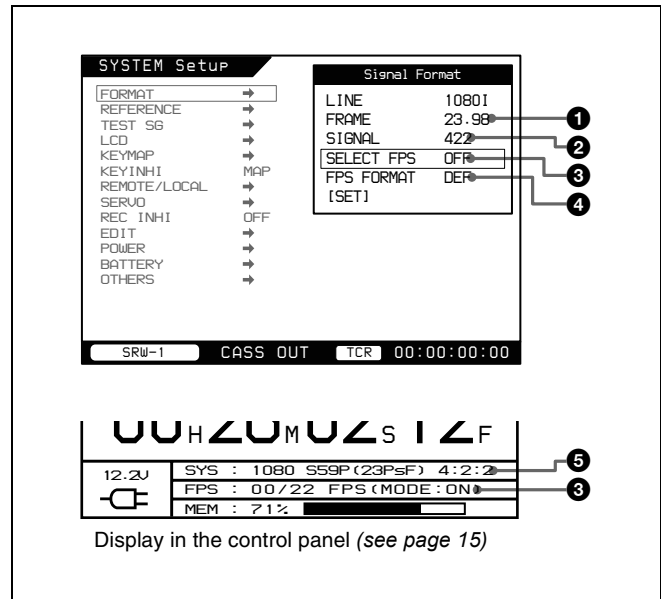 SYSTEM Setup
FORMAT ➡
REFERENCE ➡
TEST SG ➡
LCD ➡
KEYMAP ➡
KEYINHI MAP
REMOTE/LOCAL ➡
SERVO ➡
REC INHI OFF
EDIT ➡
POWER ➡
BATTERY ➡
OTHERS ➡
Signal Format
LINE 1080I
FRAME 23.98
SIGNAL 422
SELECT FPS OFF
FPS FORMAT DEF
[SET]
1
2
3
4
SRW-1 CASS OUT TCR 00:00:00:00
00H20M02S12F
12.2V
SYS : 1080 S59P(23PsF) 4:2:2
FPS : 00/22 FPS(MODE:ON)
MEM : 71%
5
3
Display in the control panel (see page 15)